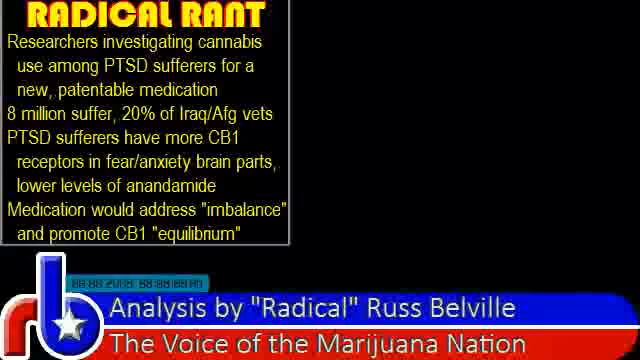 RADICAL RANT
Researchers investigating cannabis
use among PTSD sufferers for a
new, patentable medication
8 million suffer, 20% of Iraq/Afg vets
PTSD sufferers have more CB1
receptors in fear/anxiety brain parts,
lower levels of anandamide
Medication would address "imbalance"
and promote CB1 "equilibrium"
rb
Analysis by "Radical" Russ Belville
The Voice of the Marijuana Nation